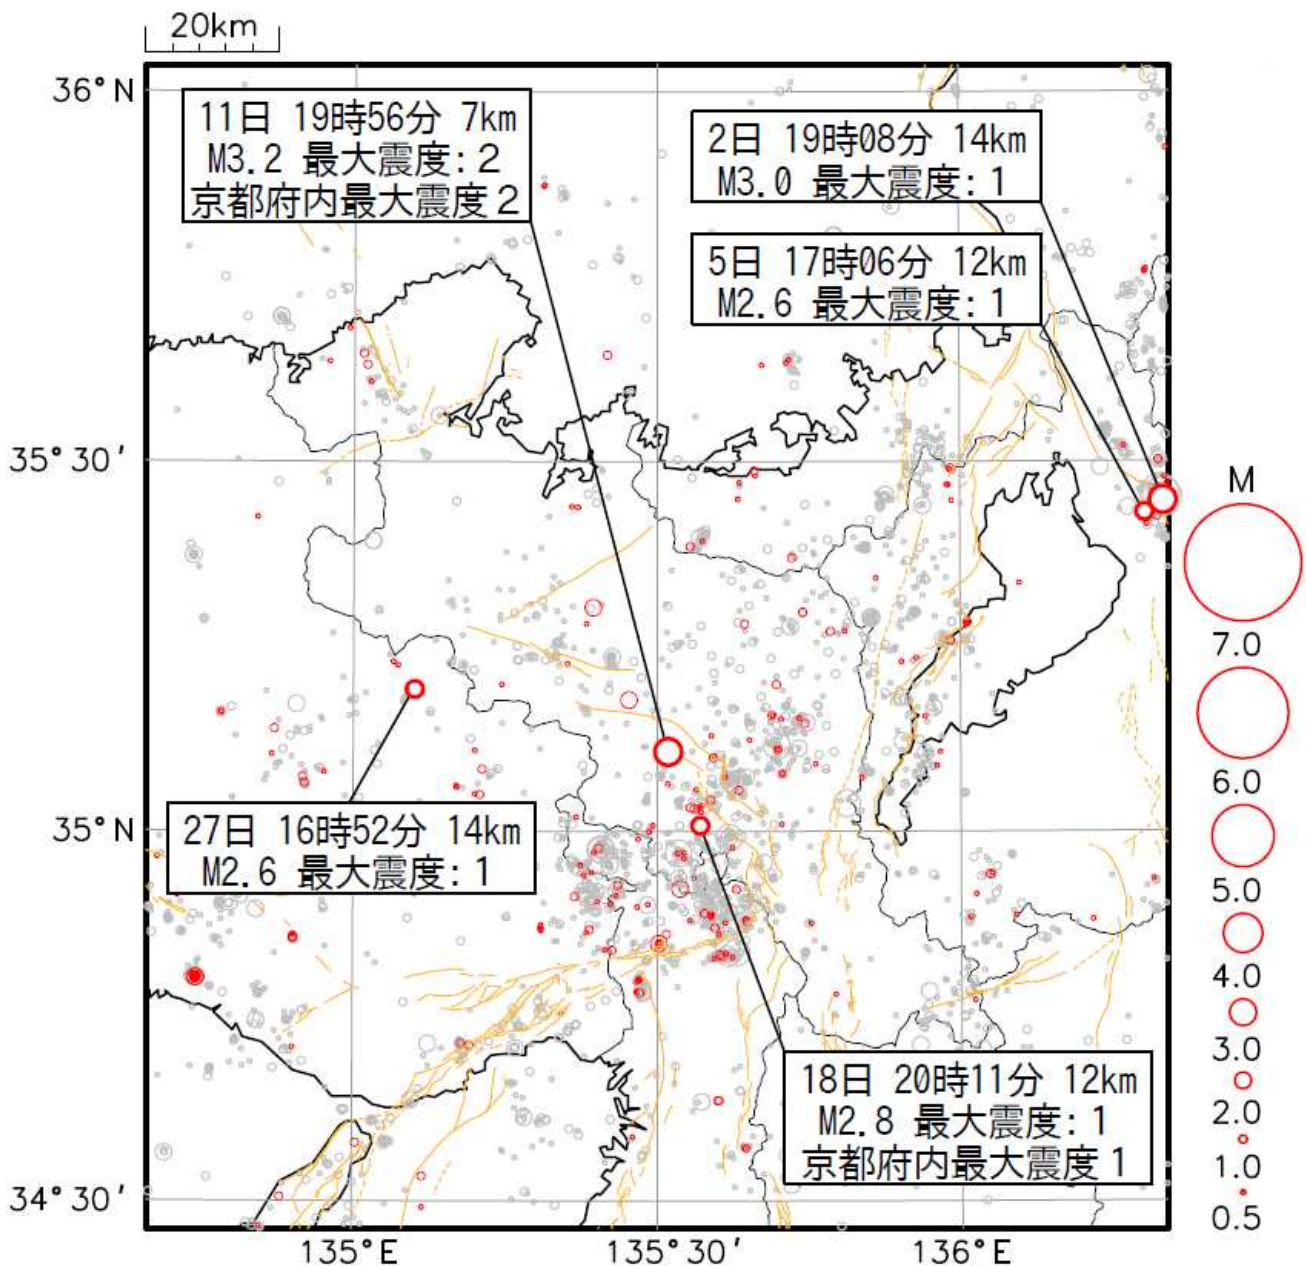 20km
36°N
11日 19時56分 7km
M3.2 最大震度:2
京都府内最大震度2
2日 19時08分 14km
M3.0 最大震度:1
5日 17時06分 12km
M2.6 最大震度:1
35°30′
27日 16時52分 14km
M2.6 最大震度:1
35°N
18日 20時11分 12km
M2.8 最大震度:1
京都府内最大震度1
34°30′
135°E
135°30′
136°E
M
7.0
6.0
5.0
4.0
3.0
2.0
1.0
0.5